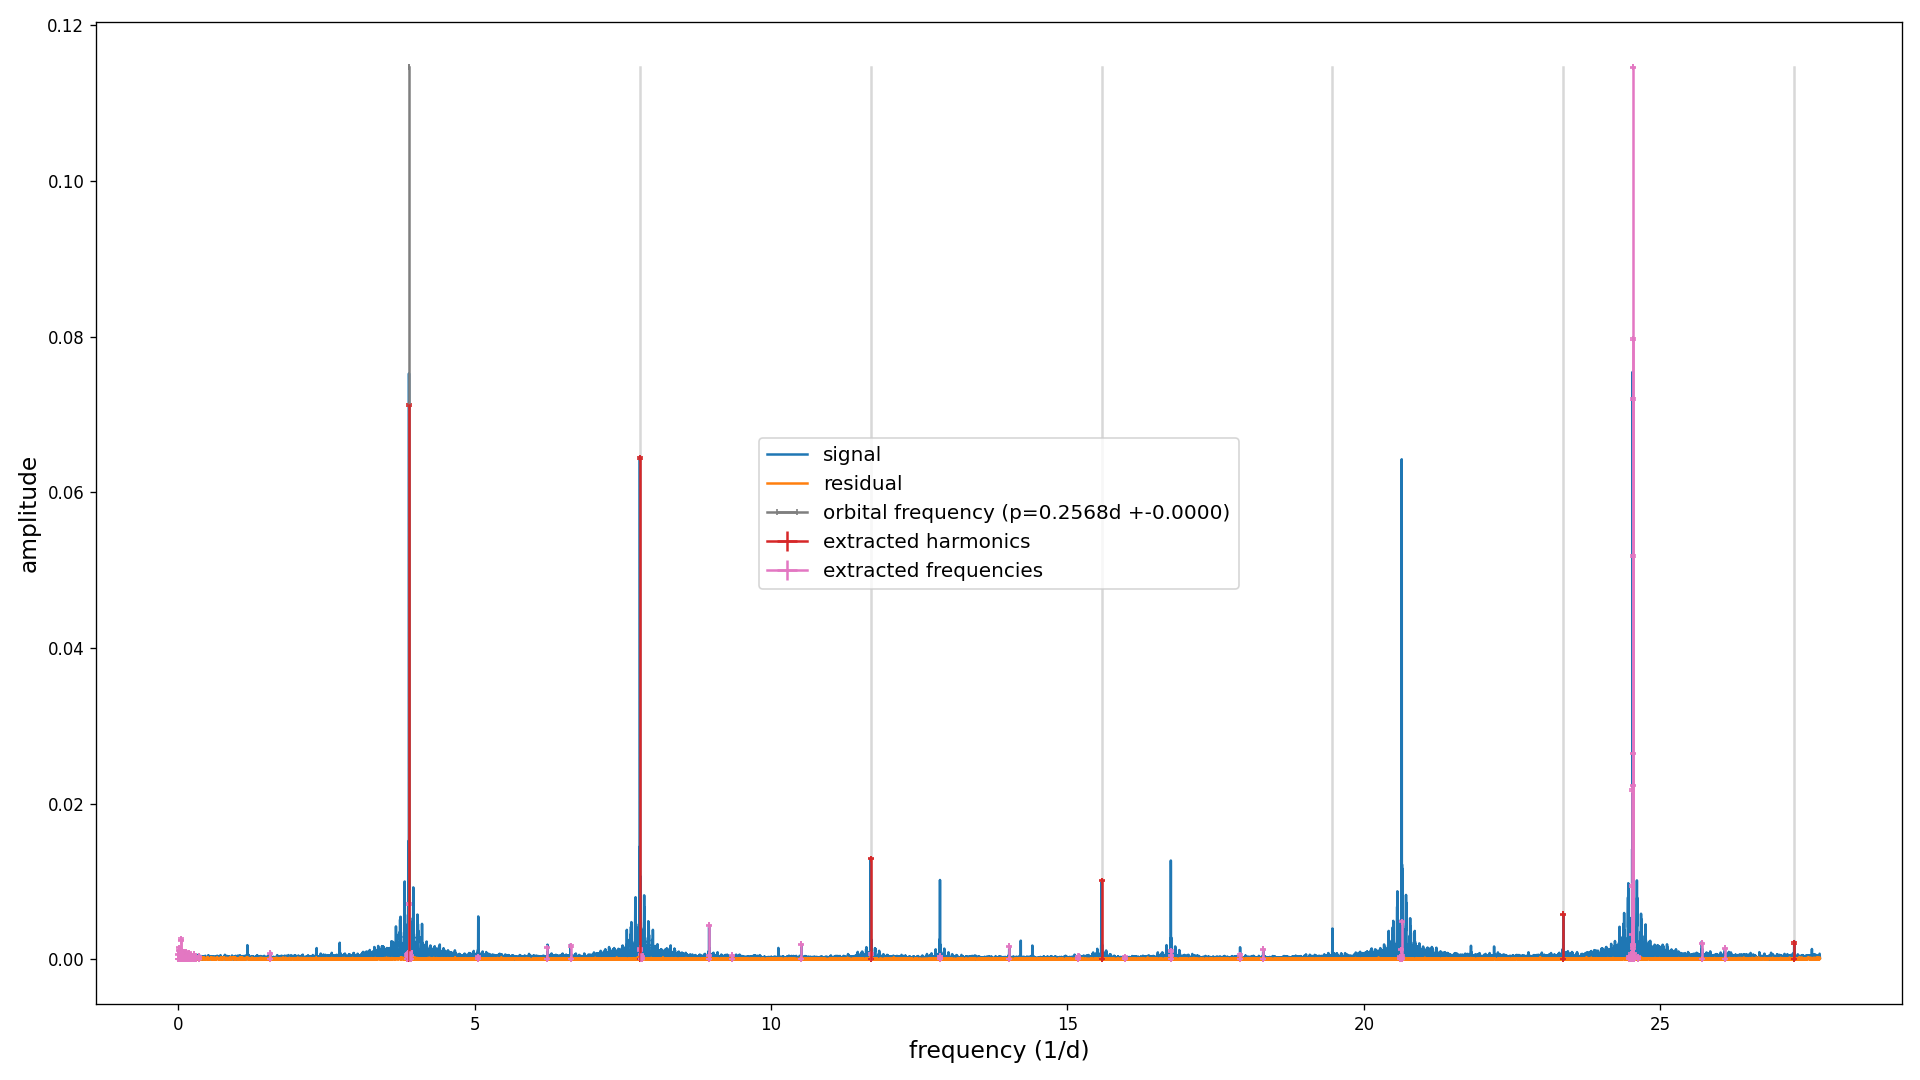 0.12
0.10
0.08
0.06
0.04
0.02
0.00
amplitude
signal
residual
orbital frequency (p=0.2568d +-0.0000)
extracted harmonics
extracted frequencies
0 5 10 15 20 25
frequency (1/d)